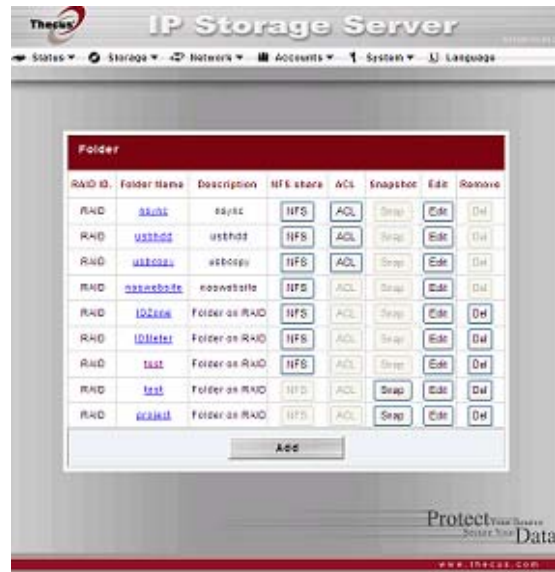 Thecus
IP Storage Server
Status Storage Network Accounts System Language
Folder
RAID ID. Folder Name Description NFS share ACL Snapshot Edit Remove
RAID nsync nsync NFS ACL Snap Edit Del
RAID usbhdd usbhdd NFS ACL Snap Edit Del
RAID usbcopy usbcopy NFS ACL Snap Edit Del
RAID naswebsite naswebsite NFS ACL Snap Edit Del
RAID Folder on RAID NFS ACL Snap Edit Del
RAID Folder on RAID NFS ACL Snap Edit Del
RAID test Folder on RAID NFS ACL Snap Edit Del
RAID test Folder on RAID NFS ACL Snap Edit Del
RAID project Folder on RAID NFS ACL Snap Edit Del
Add
Protect Your Source
Secure Your Data
www.thecus.com